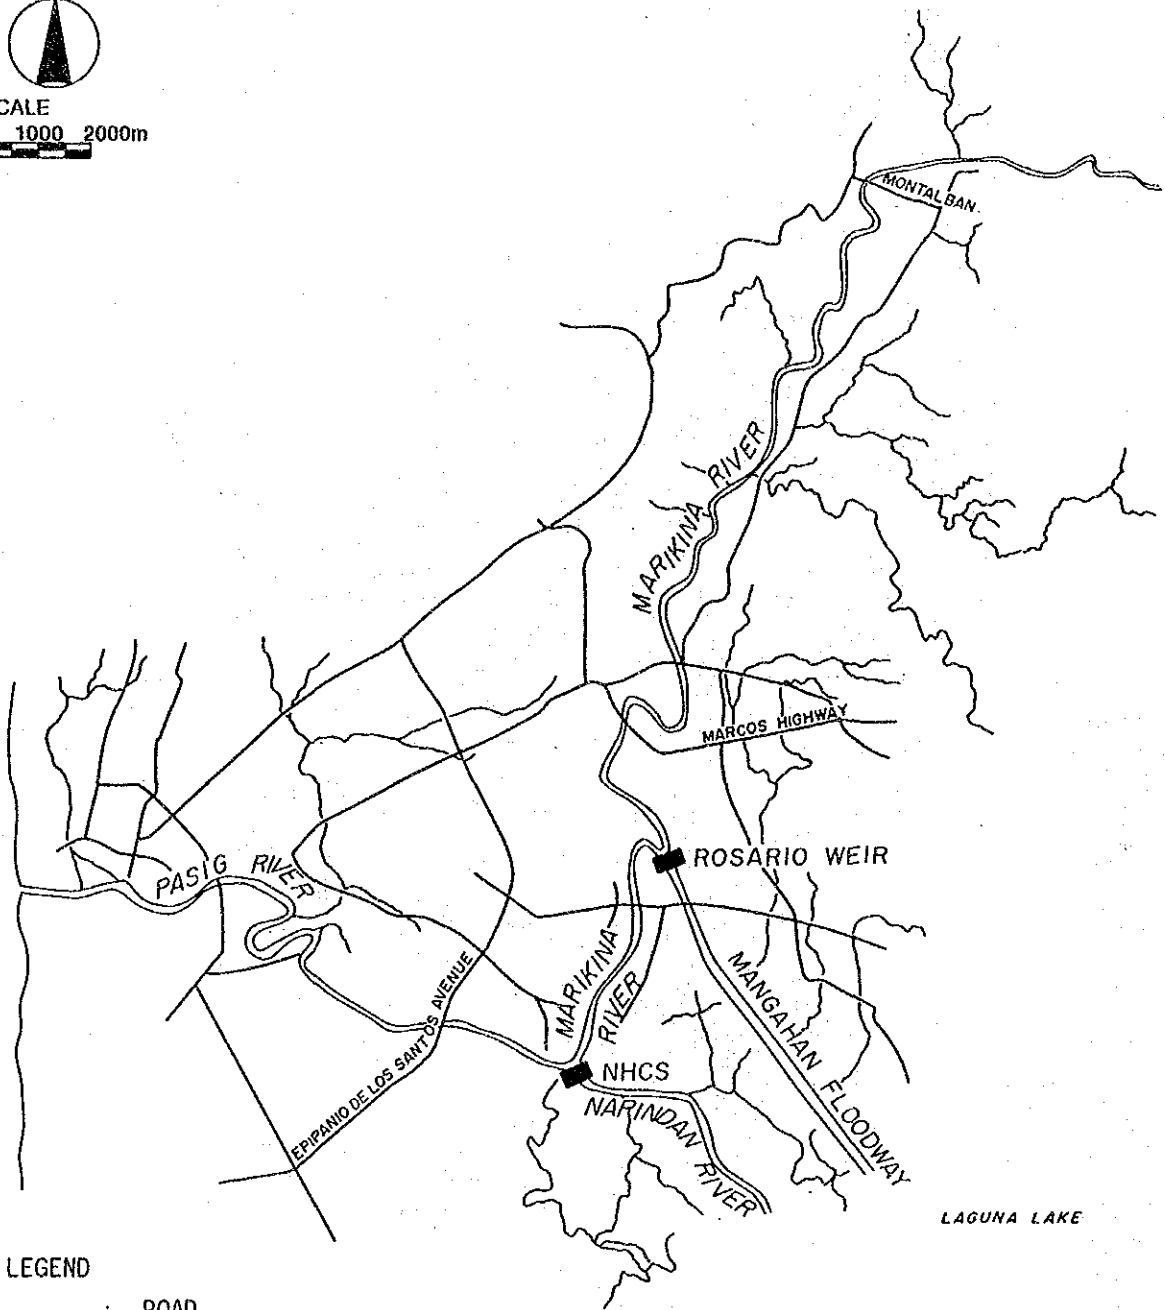 CALE
1000 2000m
MONTALBAN
MARIKINA RIVER
MARCOS HIGHWAY
PASIG RIVER
ROSARIO WEIR
MARIKINA
RIVER
MANGAHAN FLOODWAY
EPIPANIO DE LOS SANTOS AVENUE
NHCS
NARINDAN RIVER
LAGUNA LAKE
LEGEND
: ROAD